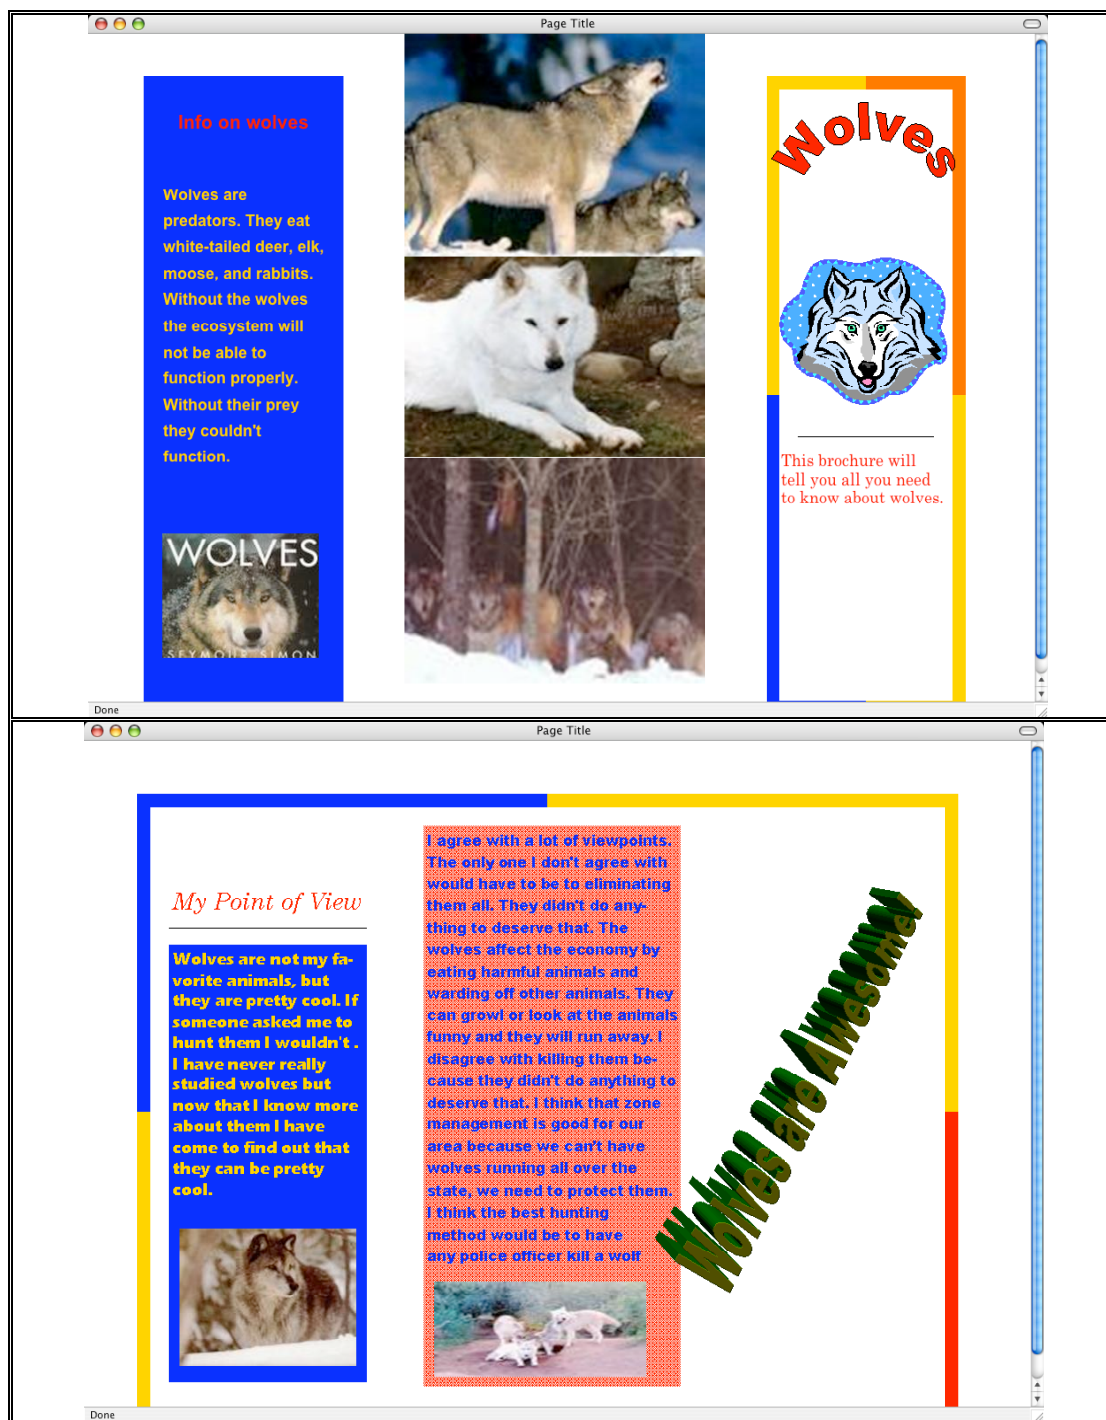 Page Title
Info on wolves
Wolves are
predators. They eat
white-tailed deer, elk,
moose, and rabbits.
Without the wolves
the ecosystem will
not be able to
function properly.
Without their prey
they couldn't
function.
WOLVES
SEYMOUR SIMON
Wolves
This brochure will
tell you all you need
to know about wolves.
Done
Page Title
My Point of View
Wolves are not my fa-
vorite animals, but
they are pretty cool. If
someone asked me to
hunt them I wouldn't .
I have never really
studied wolves but
now that I know more
about them I have
come to find out that
they can be pretty
cool.
I agree with a lot of viewpoints.
The only one I don't agree with
would have to be to eliminating
them all. They didn't do any-
thing to deserve that. The
wolves affect the economy by
eating harmful animals and
warding off other animals. They
can growl or look at the animals
funny and they will run away. I
disagree with killing them be-
cause they didn't do anything to
deserve that. I think that zone
management is good for our
area because we can't have
wolves running all over the
state, we need to protect them.
I think the best hunting
method would be to have
any police officer kill a wolf
Wolves are Awesome!
Done